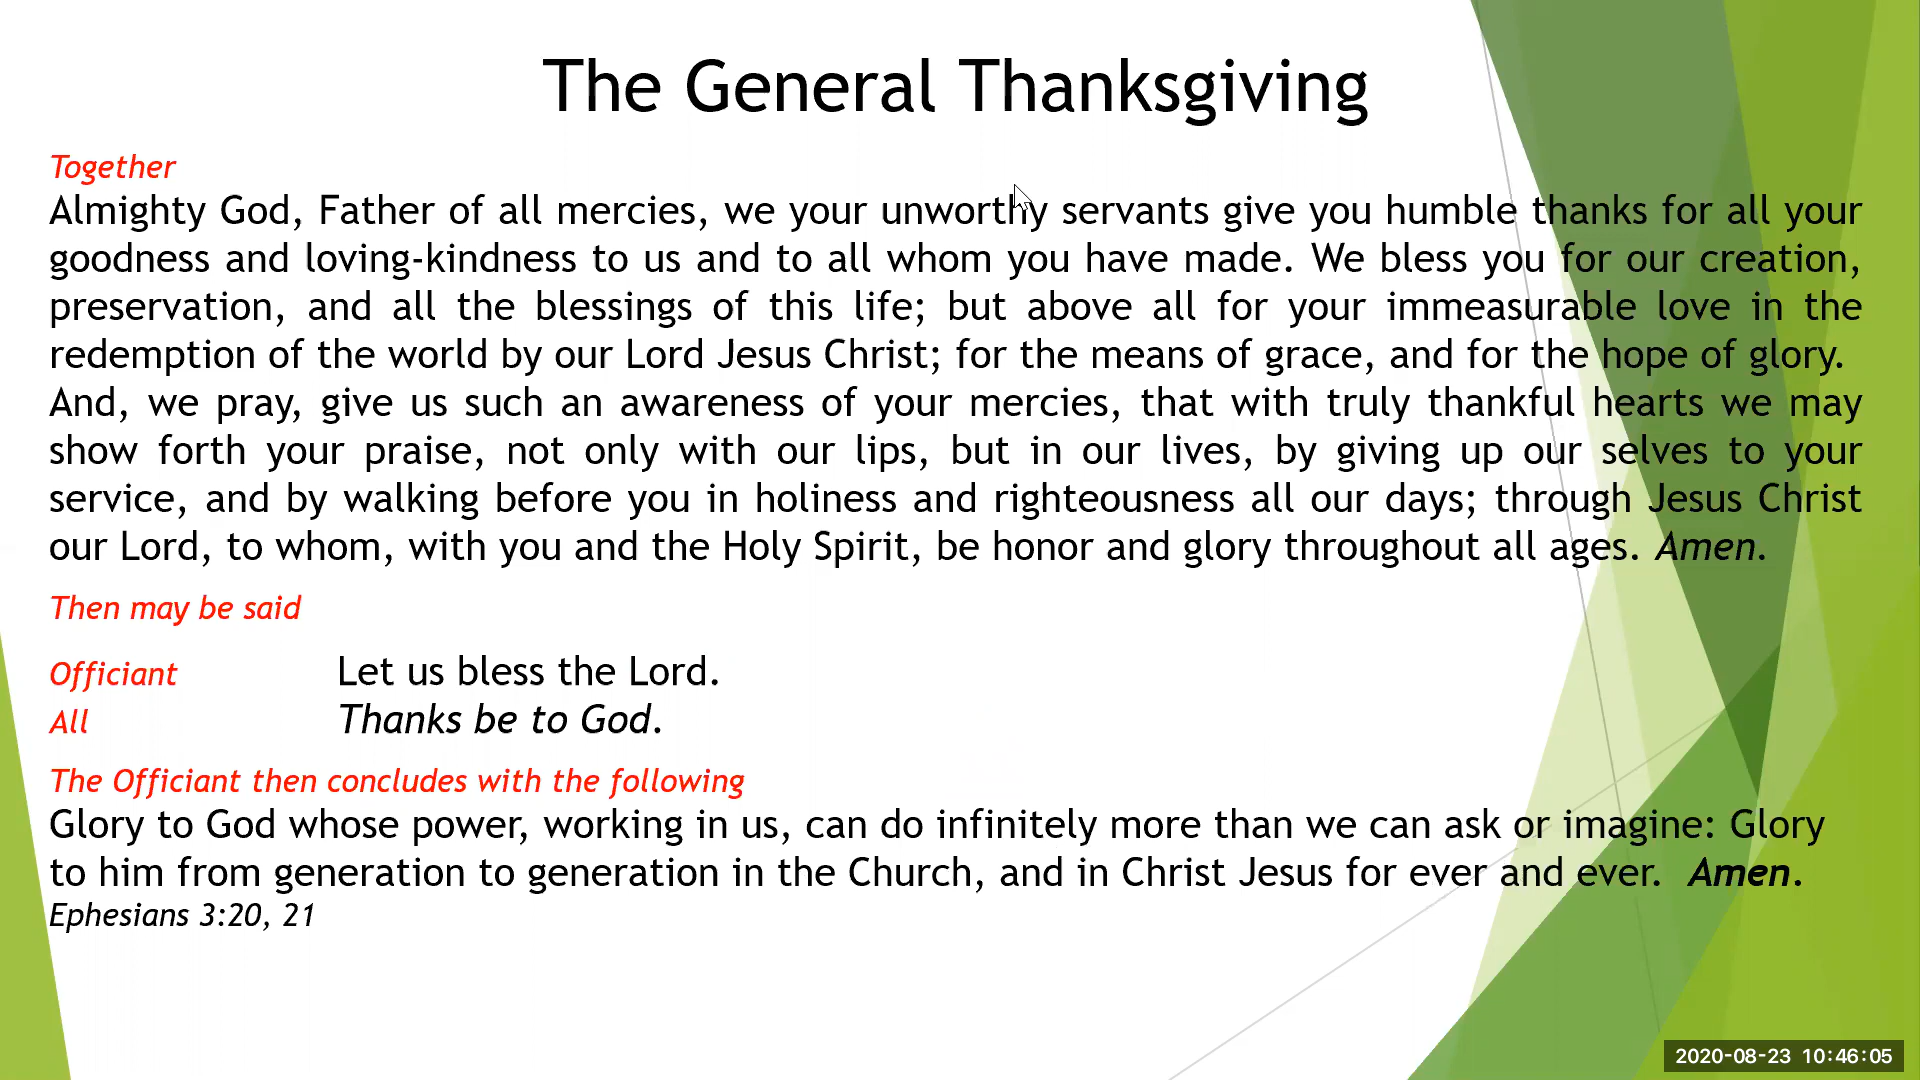 The General Thanksgiving
Together
Almighty God, Father of all mercies, we your unworthy servants give you humble thanks for all your
goodness and loving-kindness to us and to all whom you have made. We bless you for our creation,
preservation, and all the blessings of this life; but above all for your immeasurable love in the
redemption of the world by our Lord Jesus Christ; for the means of grace, and for the hope of glory.
And, we pray, give us such an awareness of your mercies, that with truly thankful hearts we may
show forth your praise, not only with our lips, but in our lives, by giving up our selves to your
service, and by walking before you in holiness and righteousness all our days; through Jesus Christ
our Lord, to whom, with you and the Holy Spirit, be honor and glory throughout all ages. Amen.
Then may be said
Officiant Let us bless the Lord.
All Thanks be to God.
The Officiant then concludes with the following
Glory to God whose power, working in us, can do infinitely more than we can ask or imagine: Glory
to him from generation to generation in the Church, and in Christ Jesus for ever and ever. Amen.
Ephesians 3:20, 21
2020-08-23 10:46:05